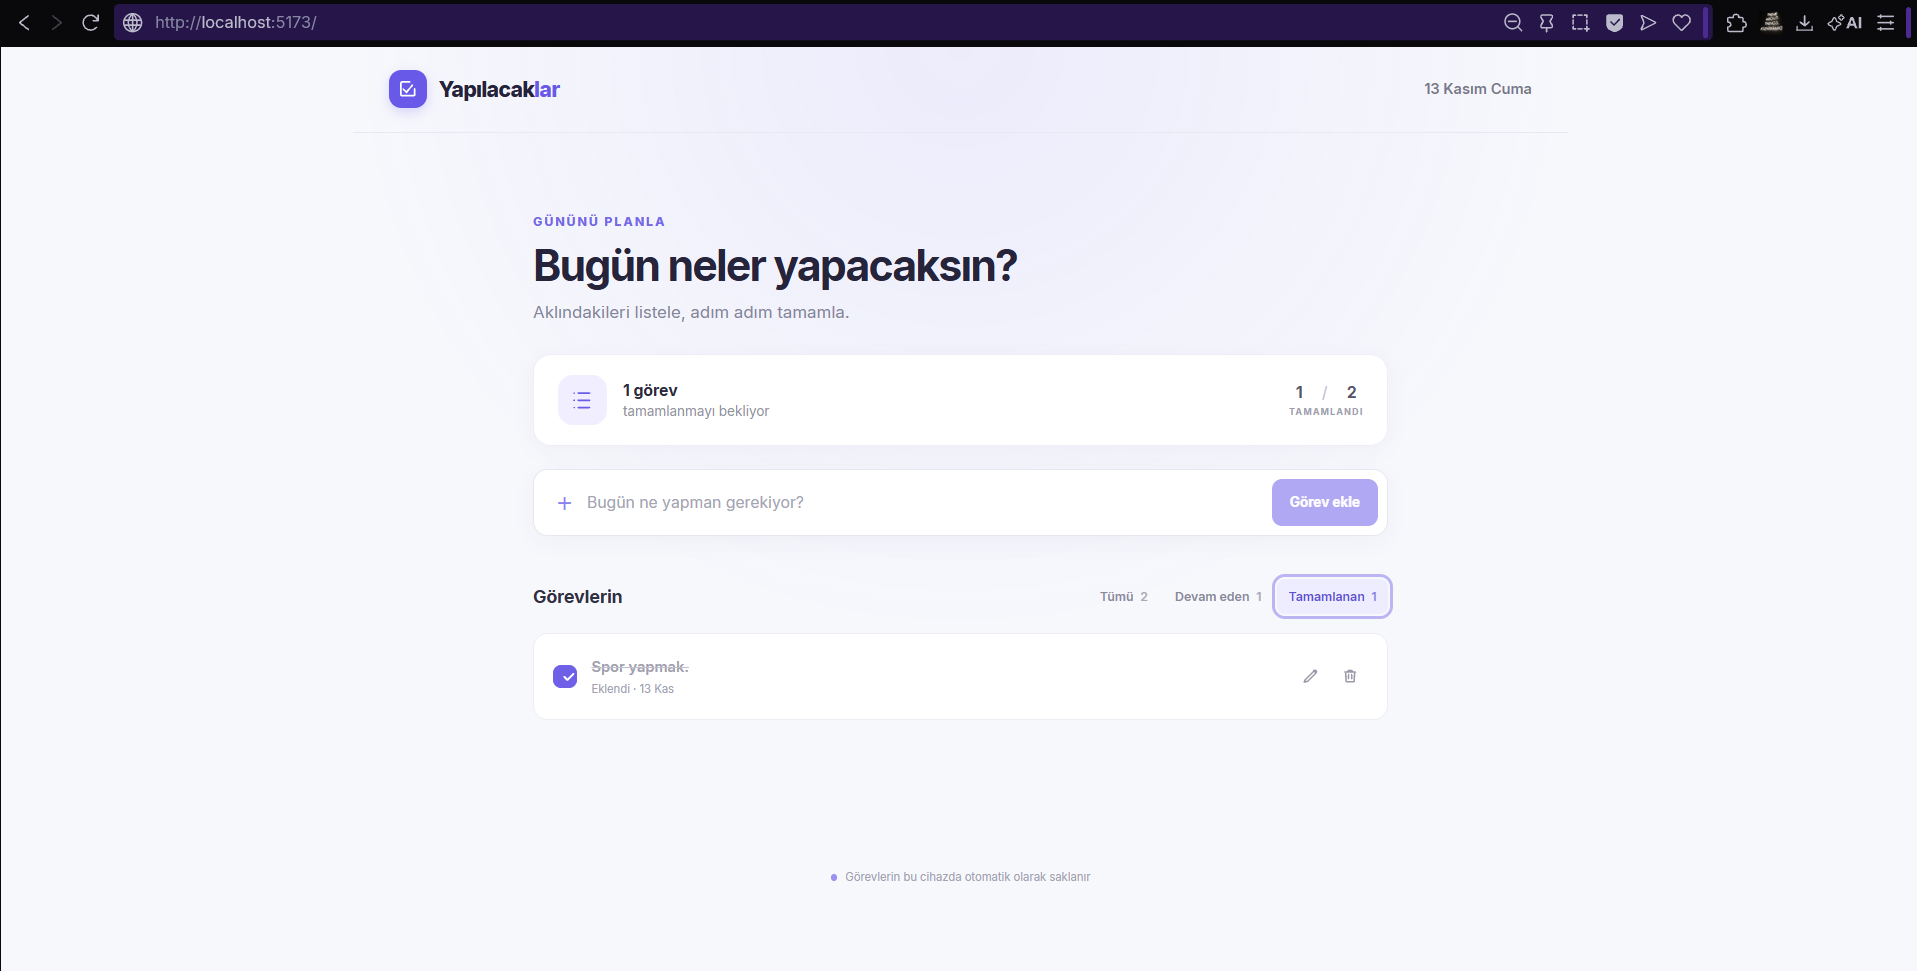 http://localhost:5173/
AI
Yapılacaklar
13 Kasım Cuma
GÜNÜNÜ PLANLA
Bugün neler yapacaksın?
Aklındakileri listele, adım adım tamamla.
1 görev
tamamlanmayı bekliyor
1 / 2
TAMAMLANDI
Bugün ne yapman gerekiyor?
Görev ekle
Görevlerin
Tümü 2
Devam eden 1
Tamamlanan 1
Spor yapmak.
Eklendi · 13 Kas
Görevlerin bu cihazda otomatik olarak saklanır